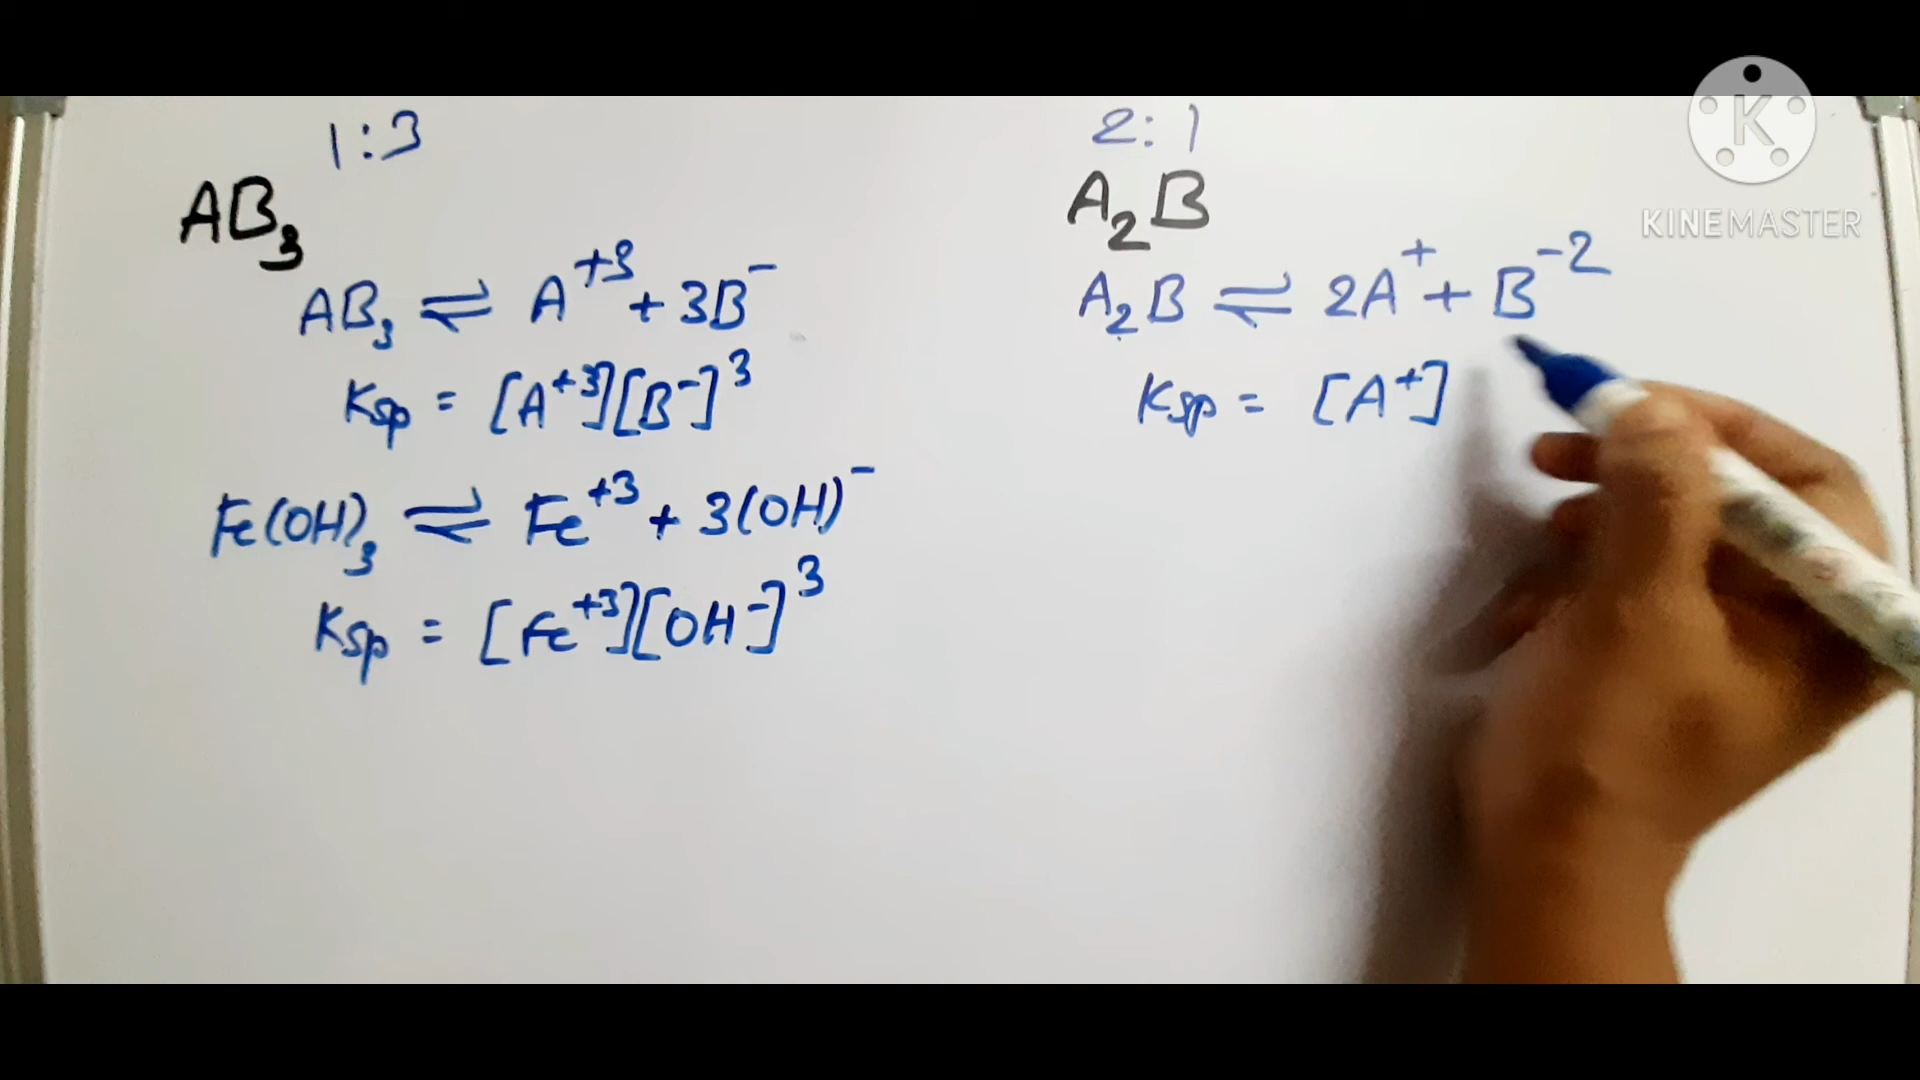 1:3
AB₃
AB₃ ⇌ A⁺³ + 3B⁻
Ksp = [A⁺³][B⁻]³
Fe(OH)₃ ⇌ Fe⁺³ + 3(OH)⁻
Ksp = [Fe⁺³][OH⁻]³
2:1
A₂B
A₂B ⇌ 2A⁺ + B⁻²
Ksp = [A⁺]
K
KINEMASTER